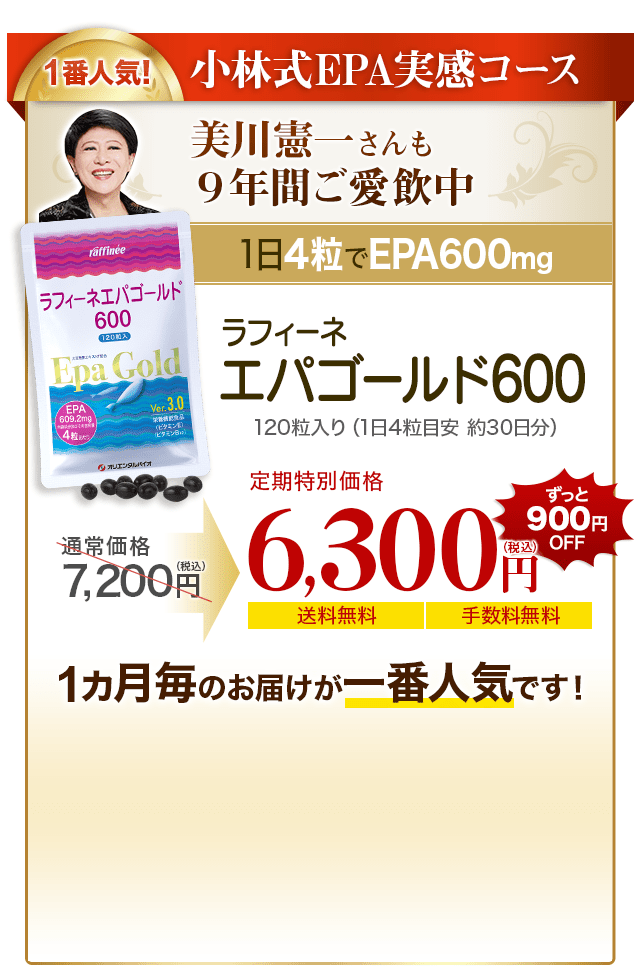 1番人気!
小林式EPA実感コース
美川憲一さんも
９年間ご愛飲中
1日4粒でEPA600mg
raffinée
ラフィーネエパゴールド
600
120粒入
Epa Gold
EPA
609.2mg
4粒
Ver.3.0
栄養機能食品
オリエンタルバイオ
ラフィーネ
エパゴールド600
120粒入り（1日4粒目安 約30日分）
定期特別価格
通常価格
7,200円(税込)
6,300円(税込)
ずっと
900円
OFF
送料無料
手数料無料
1カ月毎のお届けが一番人気です！